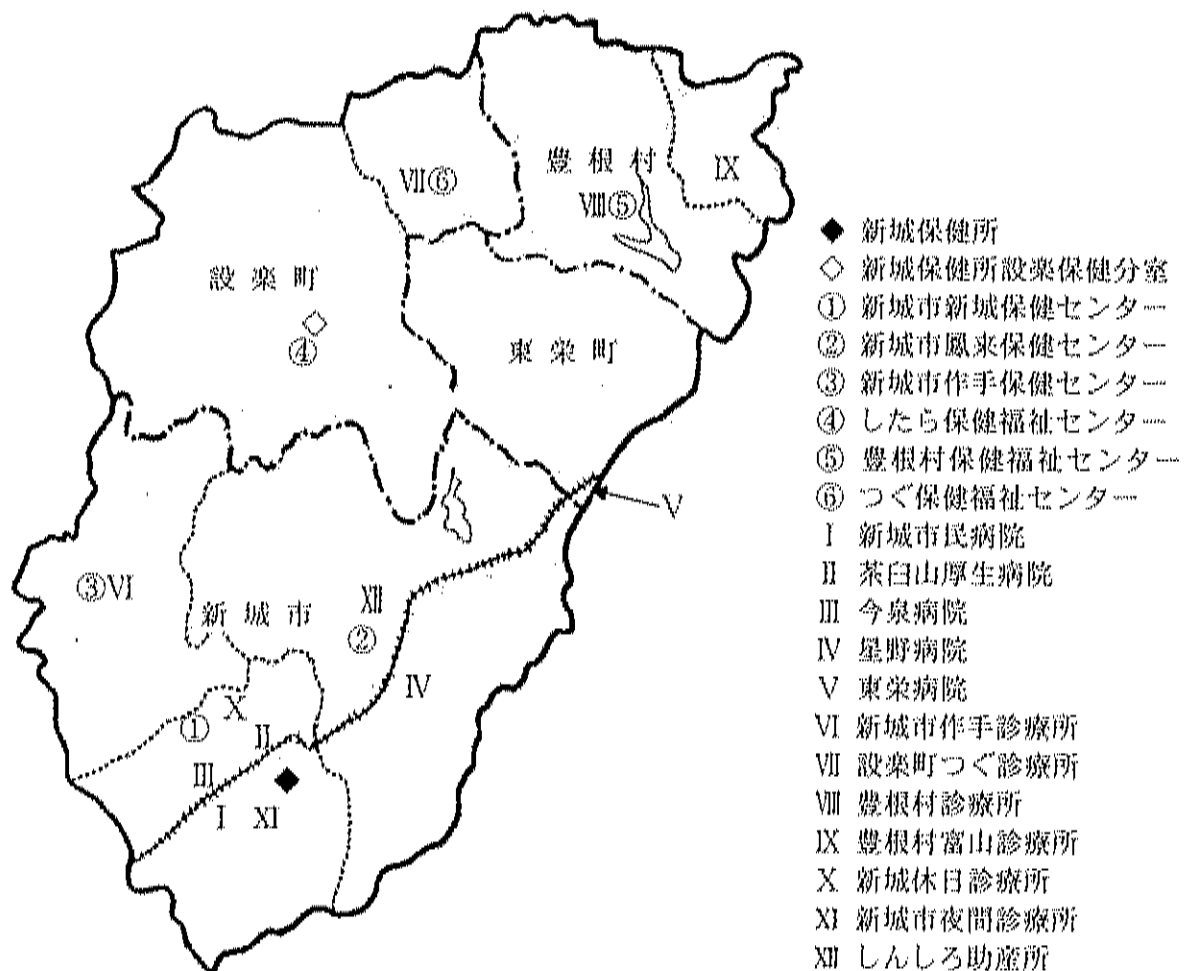 豊根村
IX
VII⑥
VIII⑤
設楽町
◇
④
東栄町
V
③VI
新城市
XII
②
IV
X
①
II
III
◆
I
XI
◆ 新城保健所
◇ 新城保健所設楽保健分室
① 新城市新城保健センター
② 新城市鳳来保健センター
③ 新城市作手保健センター
④ したら保健福祉センター
⑤ 豊根村保健福祉センター
⑥ つぐ保健福祉センター
I 新城市民病院
II 茶臼山厚生病院
III 今泉病院
IV 星野病院
V 東栄病院
VI 新城市作手診療所
VII 設楽町つぐ診療所
VIII 豊根村診療所
IX 豊根村富山診療所
X 新城休日診療所
XI 新城市夜間診療所
XII しんしろ助産所